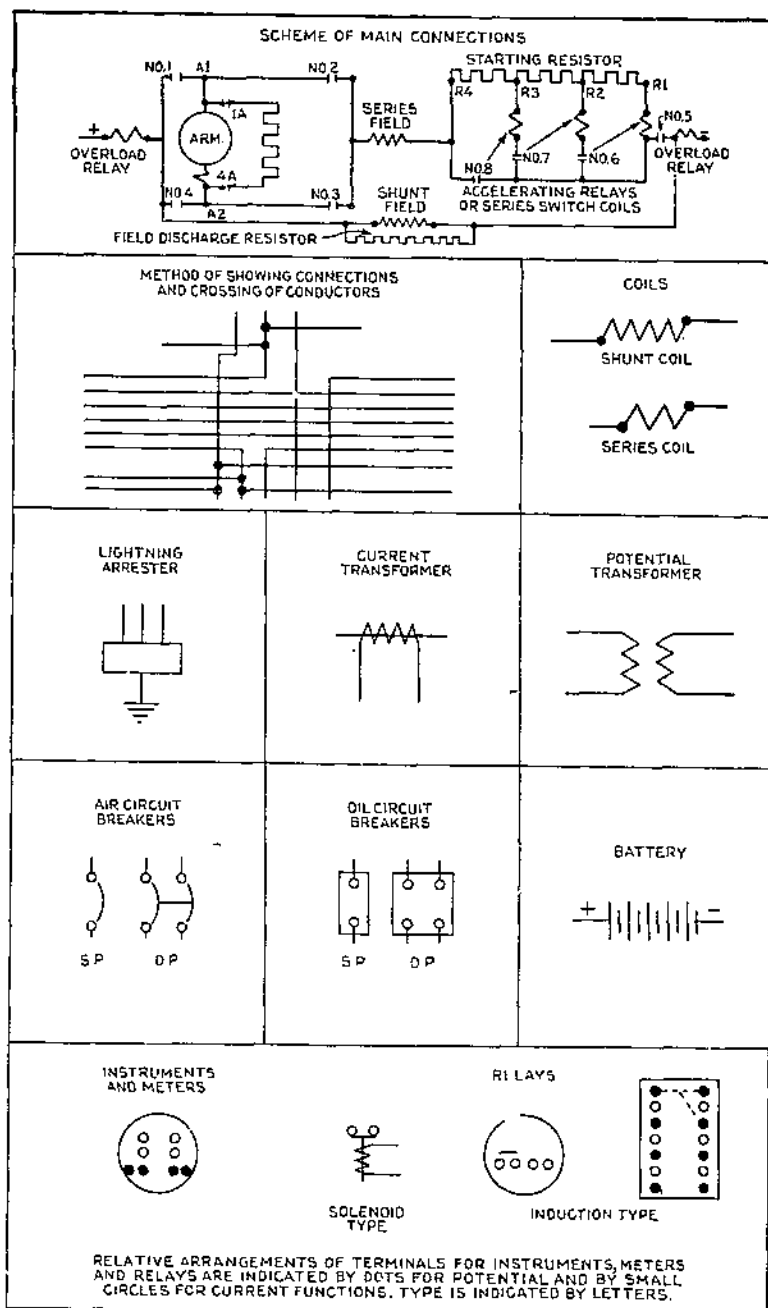 SCHEME OF MAIN CONNECTIONS
NO.1
A1
NO.2
STARTING RESISTOR
R4
R3
R2
R1
1A
SERIES
FIELD
NO.5
+
ARM.
-
OVERLOAD
RELAY
4A
NO.8
NO.7
NO.6
OVERLOAD
RELAY
NO.4
NO.3
ACCELERATING RELAYS
OR SERIES SWITCH COILS
A2
SHUNT
FIELD
FIELD DISCHARGE RESISTOR
METHOD OF SHOWING CONNECTIONS
AND CROSSING OF CONDUCTORS
COILS
SHUNT COIL
SERIES COIL
LIGHTNING
ARRESTER
CURRENT
TRANSFORMER
POTENTIAL
TRANSFORMER
AIR CIRCUIT
BREAKERS
S.P.
D.P.
OIL CIRCUIT
BREAKERS
S.P.
D.P.
BATTERY
+ -
INSTRUMENTS
AND METERS
RELAYS
SOLENOID
TYPE
INDUCTION TYPE
RELATIVE ARRANGEMENTS OF TERMINALS FOR INSTRUMENTS, METERS
AND RELAYS ARE INDICATED BY DOTS FOR POTENTIAL AND BY SMALL
CIRCLES FOR CURRENT FUNCTIONS. TYPE IS INDICATED BY LETTERS.